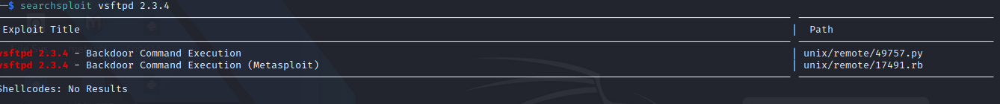 ─$ searchsploit vsftpd 2.3.4
Exploit Title | Path
vsftpd 2.3.4 - Backdoor Command Execution | unix/remote/49757.py
vsftpd 2.3.4 - Backdoor Command Execution (Metasploit) | unix/remote/17491.rb
Shellcodes: No Results